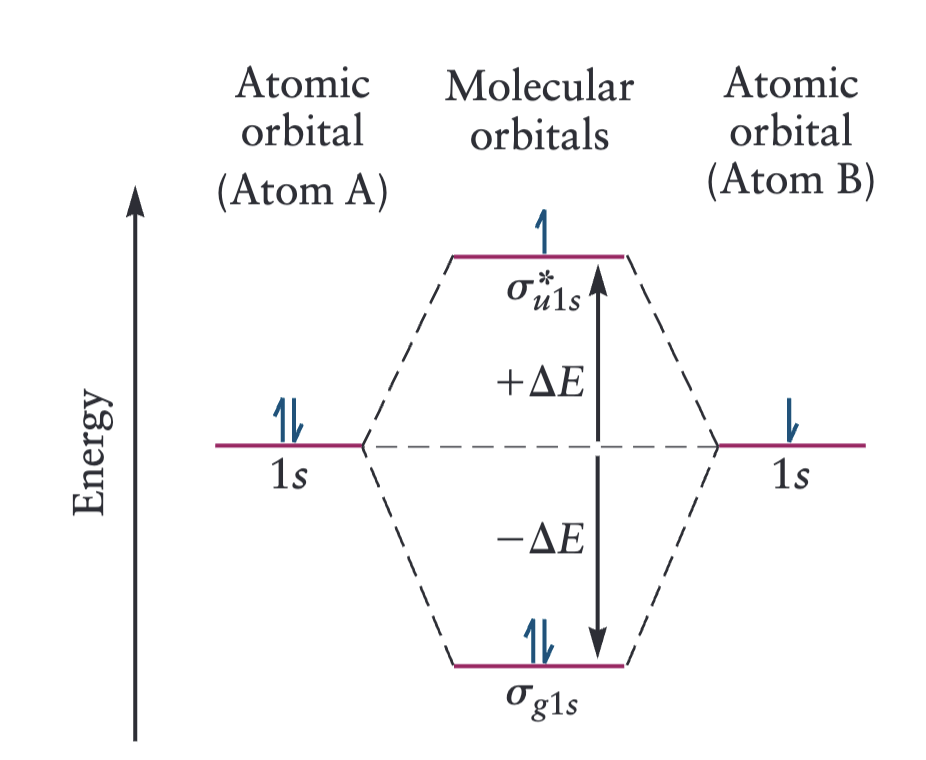 Atomic
orbital
(Atom A)
Molecular
orbitals
Atomic
orbital
(Atom B)
Energy
σ*u1s
+ΔE
1s
1s
−ΔE
σg1s